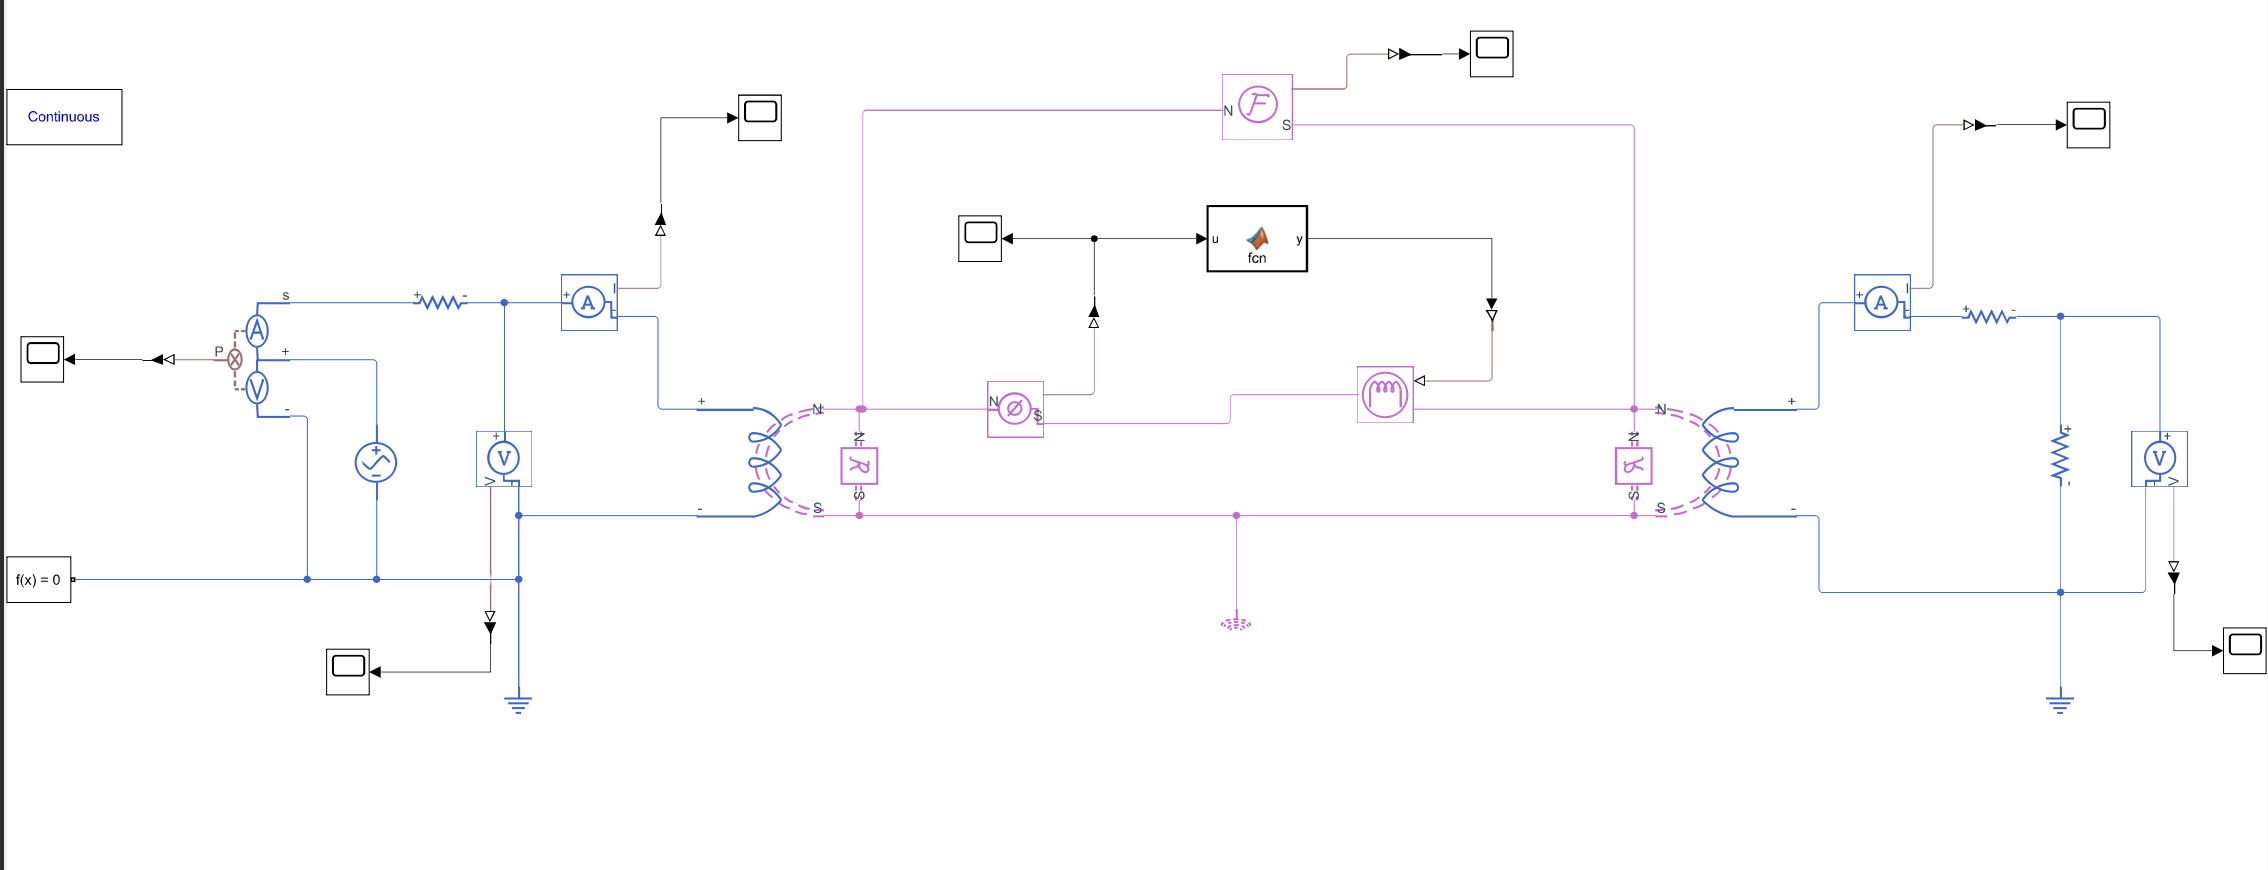 N
F
S
Continuous
u
y
fcn
s
+
-
+
A
I
+
A
I
+
-
A
P
+
V
-
N
S
+
N
N
+
+
V
V
N
N
+
-
+
V
V
-
S
S
-
S
S
-
f(x) = 0